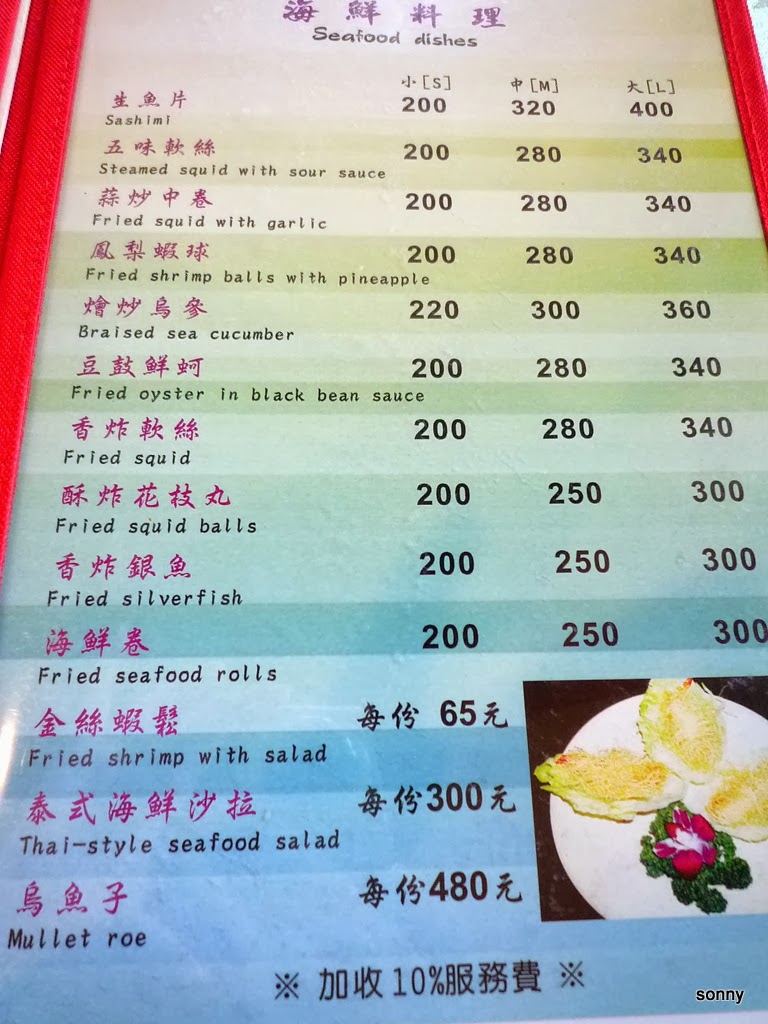 海鮮料理
Seafood dishes
小[S] 中[M] 大[L]
生魚片 200 320 400
Sashimi
五味軟絲 200 280 340
Steamed squid with sour sauce
蒜炒中卷 200 280 340
Fried squid with garlic
鳳梨蝦球 200 280 340
Fried shrimp balls with pineapple
燴炒烏參 220 300 360
Braised sea cucumber
豆鼓鮮蚵 200 280 340
Fried oyster in black bean sauce
香炸軟絲 200 280 340
Fried squid
酥炸花枝丸 200 250 300
Fried squid balls
香炸銀魚 200 250 300
Fried silverfish
海鮮卷 200 250 300
Fried seafood rolls
金絲蝦鬆 每份 65元
Fried shrimp with salad
泰式海鮮沙拉 每份300元
Thai-style seafood salad
烏魚子 每份480元
Mullet roe
※ 加收10%服務費 ※
sonny